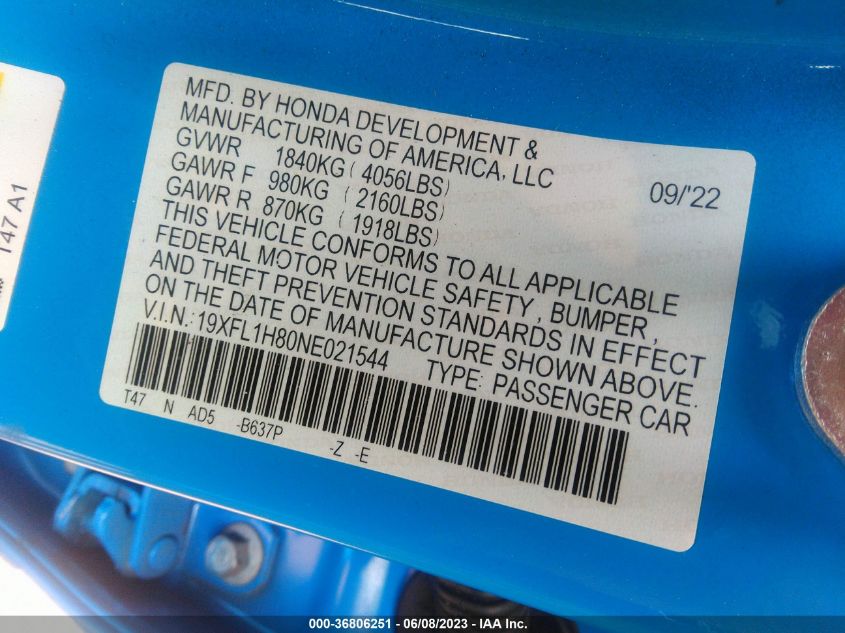 MFD. BY HONDA DEVELOPMENT &
MANUFACTURING OF AMERICA, LLC
GVWR 1840KG ( 4056LBS)
GAWR F 980KG ( 2160LBS)
GAWR R 870KG ( 1918LBS)
09/'22
THIS VEHICLE CONFORMS TO ALL APPLICABLE
FEDERAL MOTOR VEHICLE SAFETY, BUMPER,
AND THEFT PREVENTION STANDARDS IN EFFECT
ON THE DATE OF MANUFACTURE SHOWN ABOVE.
V.I.N.:19XFL1H80NE021544 TYPE: PASSENGER CAR
T47 N AD5 -B637P -Z -E
T47 A1
000-36806251 - 06/08/2023 - IAA Inc.